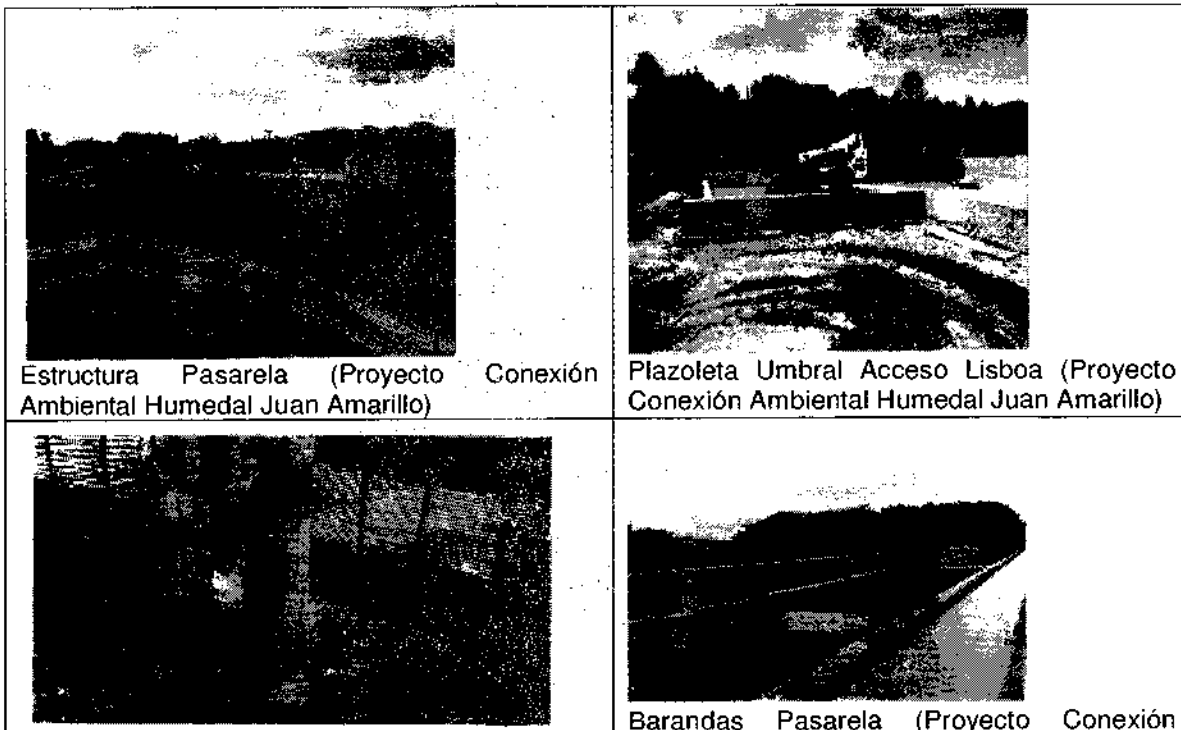 Estructura Pasarela (Proyecto Conexión
Ambiental Humedal Juan Amarillo)
Plazoleta Umbral Acceso Lisboa (Proyecto
Conexión Ambiental Humedal Juan Amarillo)
Barandas Pasarela (Proyecto Conexión